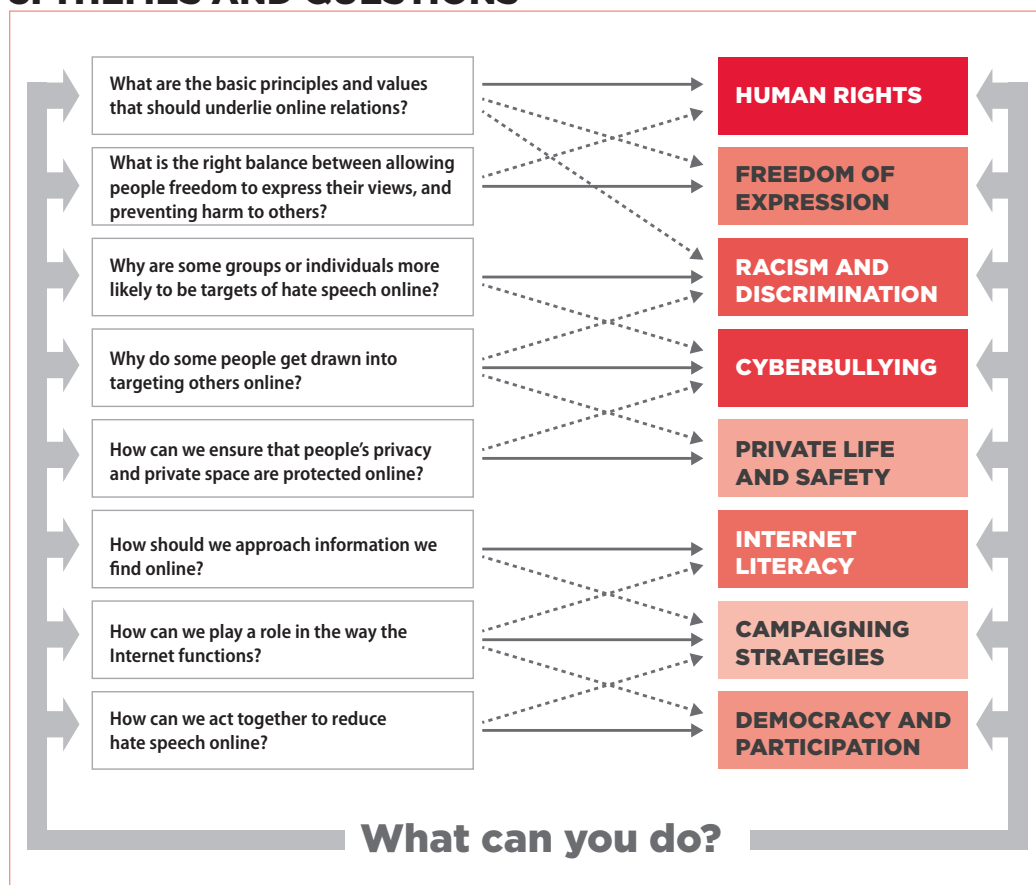 What are the basic principles and values
that should underlie online relations?
HUMAN RIGHTS
What is the right balance between allowing
people freedom to express their views, and
preventing harm to others?
FREEDOM OF
EXPRESSION
Why are some groups or individuals more
likely to be targets of hate speech online?
RACISM AND
DISCRIMINATION
Why do some people get drawn into
targeting others online?
CYBERBULLYING
How can we ensure that people's privacy
and private space are protected online?
PRIVATE LIFE
AND SAFETY
How should we approach information we
find online?
INTERNET
LITERACY
How can we play a role in the way the
Internet functions?
CAMPAIGNING
STRATEGIES
How can we act together to reduce
hate speech online?
DEMOCRACY AND
PARTICIPATION
What can you do?